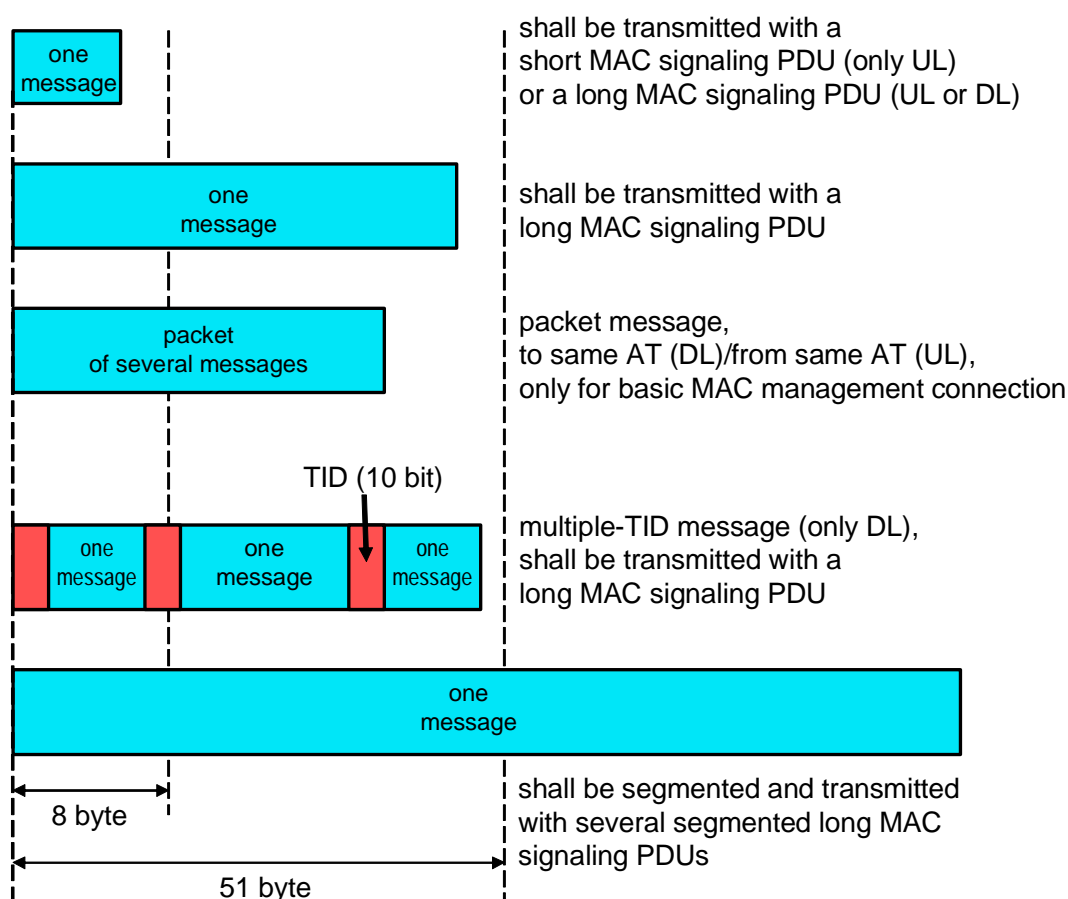 one
message
shall be transmitted with a
short MAC signaling PDU (only UL)
or a long MAC signaling PDU (UL or DL)
one
message
shall be transmitted with a
long MAC signaling PDU
packet
of several messages
packet message,
to same AT (DL)/from same AT (UL),
only for basic MAC management connection
TID (10 bit)
one
message
one
message
one
message
multiple-TID message (only DL),
shall be transmitted with a
long MAC signaling PDU
one
message
8 byte
51 byte
shall be segmented and transmitted
with several segmented long MAC
signaling PDUs